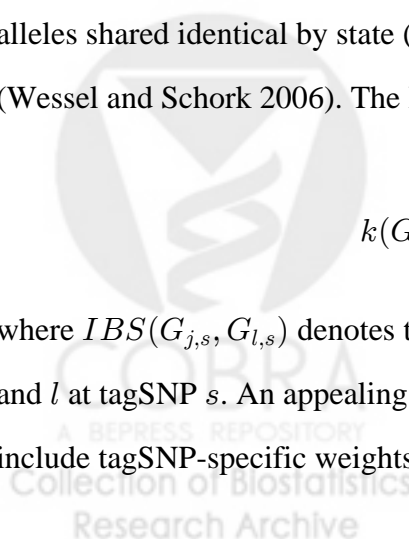 alleles shared identical by state (
(Wessel and Schork 2006). The
k(G
where IBS(G_{j,s}, G_{l,s}) denotes t
COBRA
and l at tagSNP s. An appealing
A BEPRESS REPOSITORY
include tagSNP-specific weights
Collection of Biostatistics
Research Archive